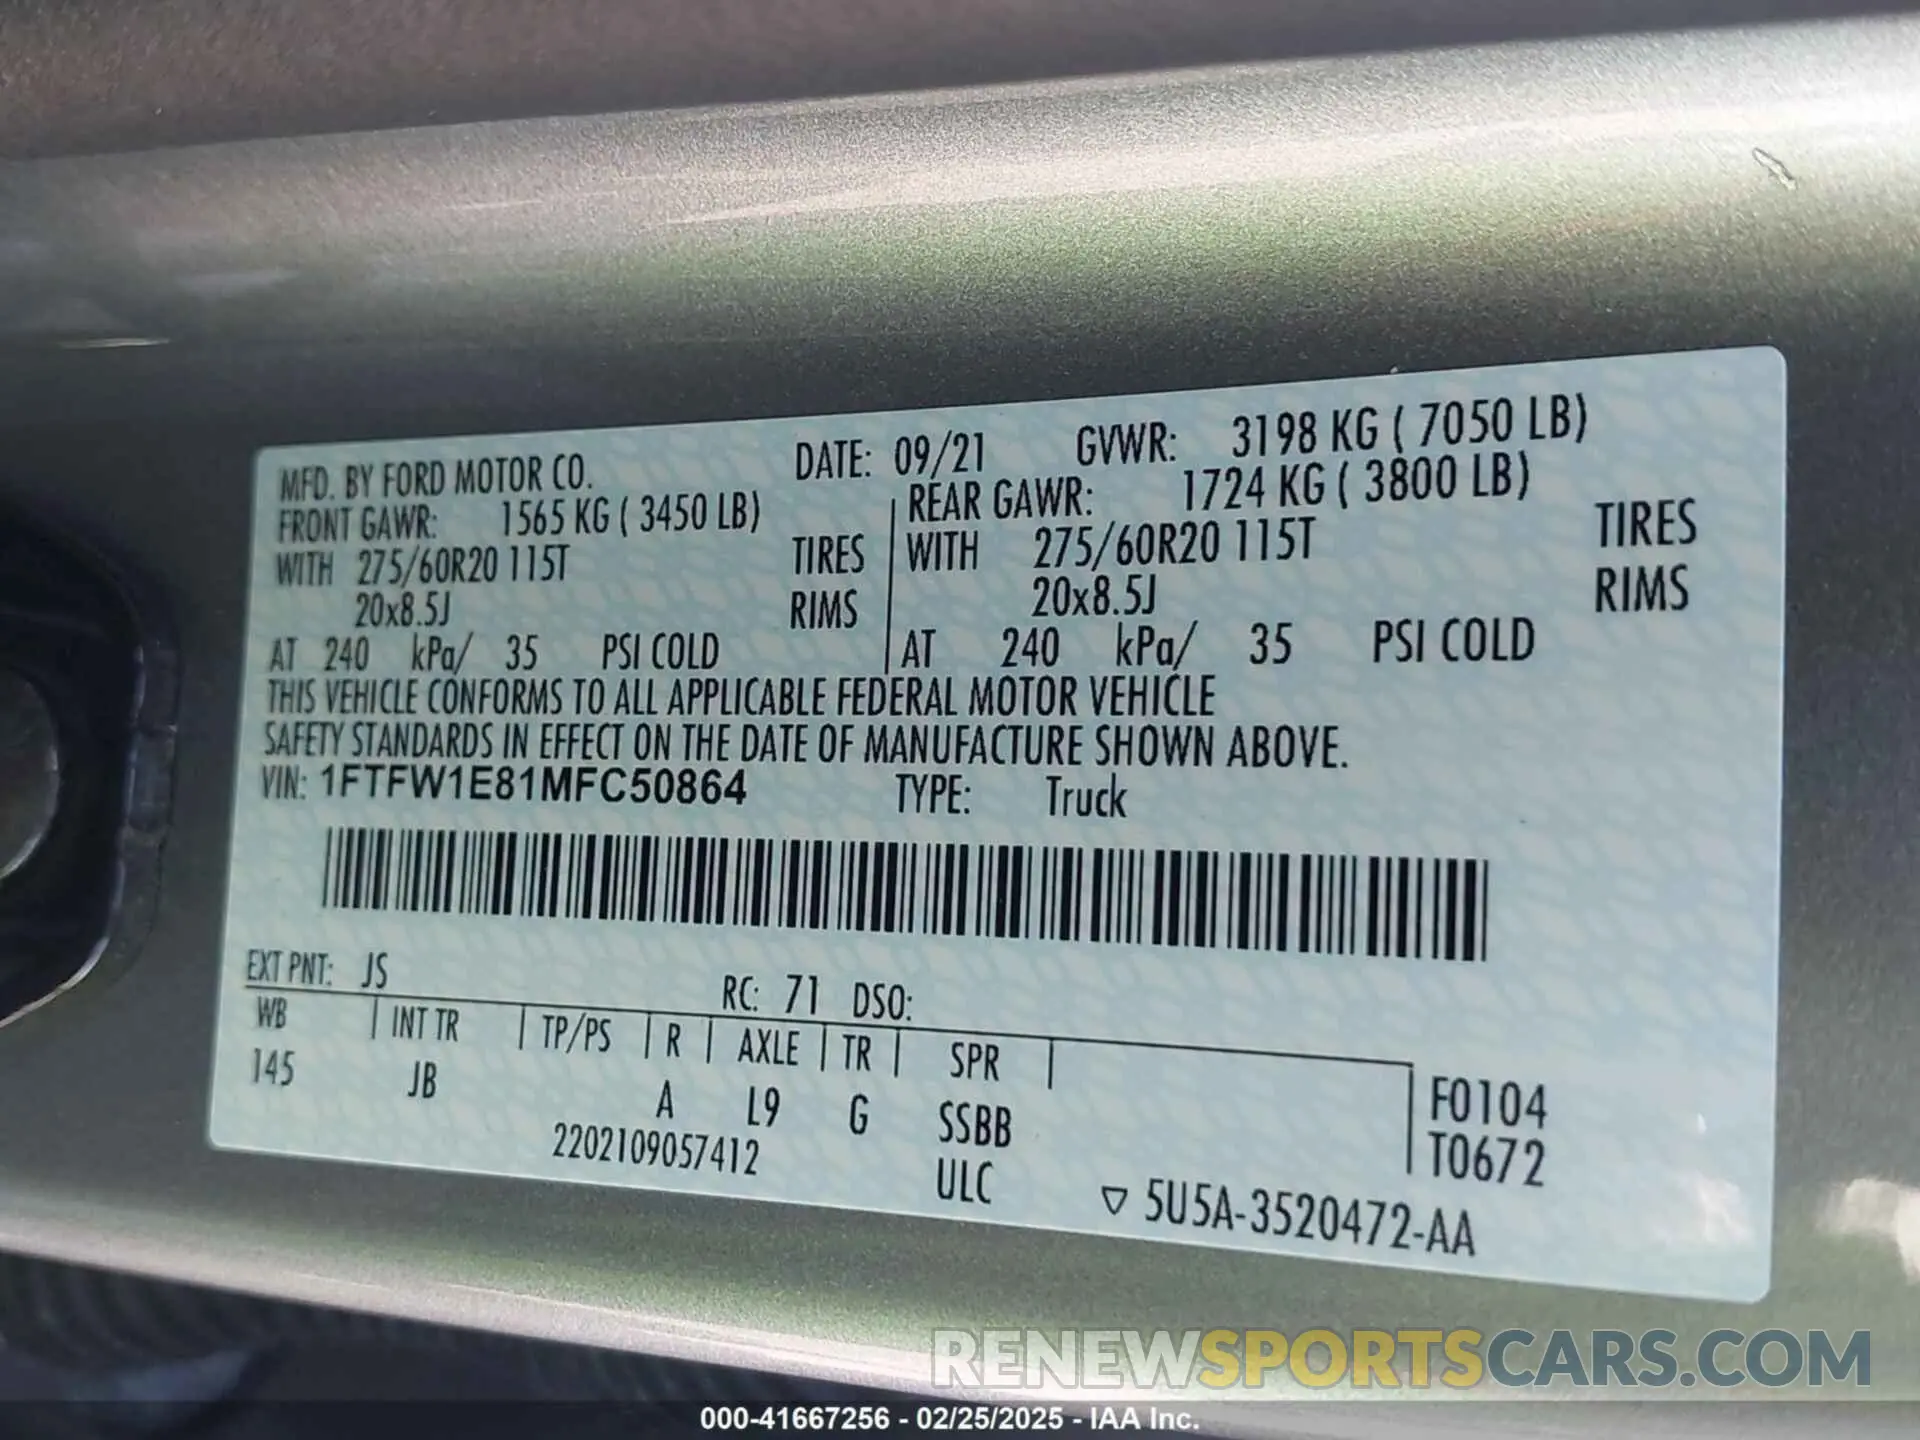 MFD. BY FORD MOTOR CO. DATE: 09/21 GVWR: 3198 KG ( 7050 LB)
FRONT GAWR: 1565 KG ( 3450 LB) REAR GAWR: 1724 KG ( 3800 LB)
WITH 275/60R20 115T TIRES WITH 275/60R20 115T TIRES
20x8.5J RIMS 20x8.5J RIMS
AT 240 kPa/ 35 PSI COLD AT 240 kPa/ 35 PSI COLD
THIS VEHICLE CONFORMS TO ALL APPLICABLE FEDERAL MOTOR VEHICLE
SAFETY STANDARDS IN EFFECT ON THE DATE OF MANUFACTURE SHOWN ABOVE.
VIN: 1FTFW1E81MFC50864 TYPE: Truck
EXT PNT: JS RC: 71 DSO:
WB INT TR TP/PS R AXLE TR SPR
145 JB A L9 G SSBB F0104
2202109057412 ULC T0672
▽ 5U5A-3520472-AA
RENEWSPORTSCARS.COM
000-41667256 - 02/25/2025 - IAA Inc.